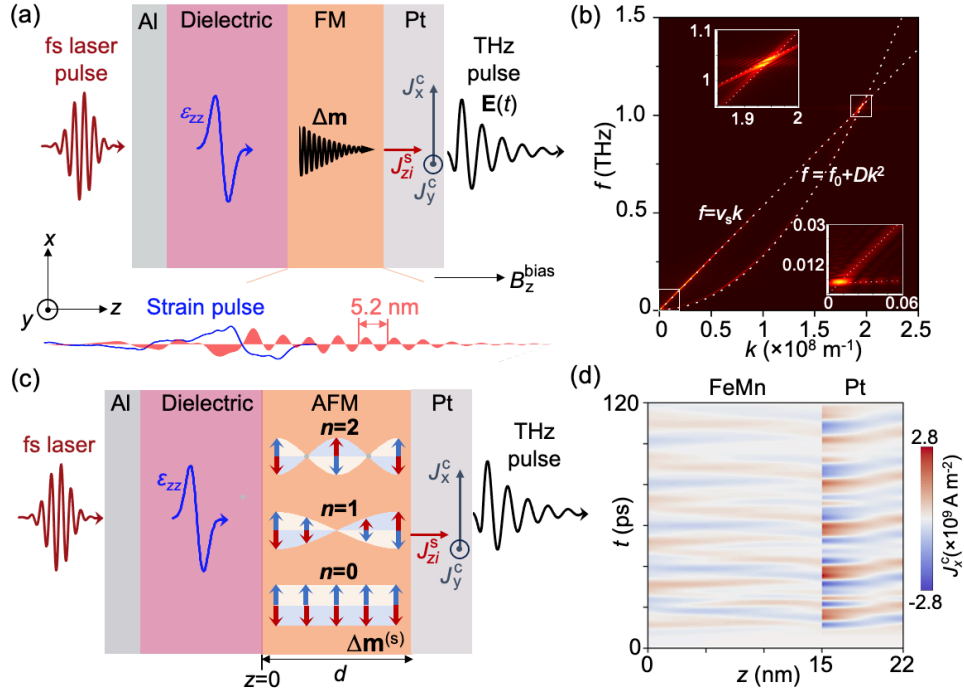 (a)
Al
Dielectric
FM
Pt
fs laser
pulse
THz
pulse
E(t)
ε_zz
Δm
J_x^c
J_zi^s
J_y^c
B_z^bias
x
y
z
Strain pulse
5.2 nm
(b)
f (THz)
1.5
1.0
0.5
0
1.1
1
1.9
2
f=v_sk
f = f_0+Dk^2
0.03
0.012
0
0.06
0
0.5
1
1.5
2.0
2.5
k (×10^8 m^-1)
(c)
Al
Dielectric
AFM
Pt
fs laser
THz
pulse
ε_zz
n=2
n=1
n=0
Δm^(s)
J_x^c
J_zi^s
J_y^c
z=0
d
(d)
FeMn
Pt
t (ps)
120
60
0
0
15
22
z (nm)
2.8
-2.8
J_x^c(×10^9 A m^-2)